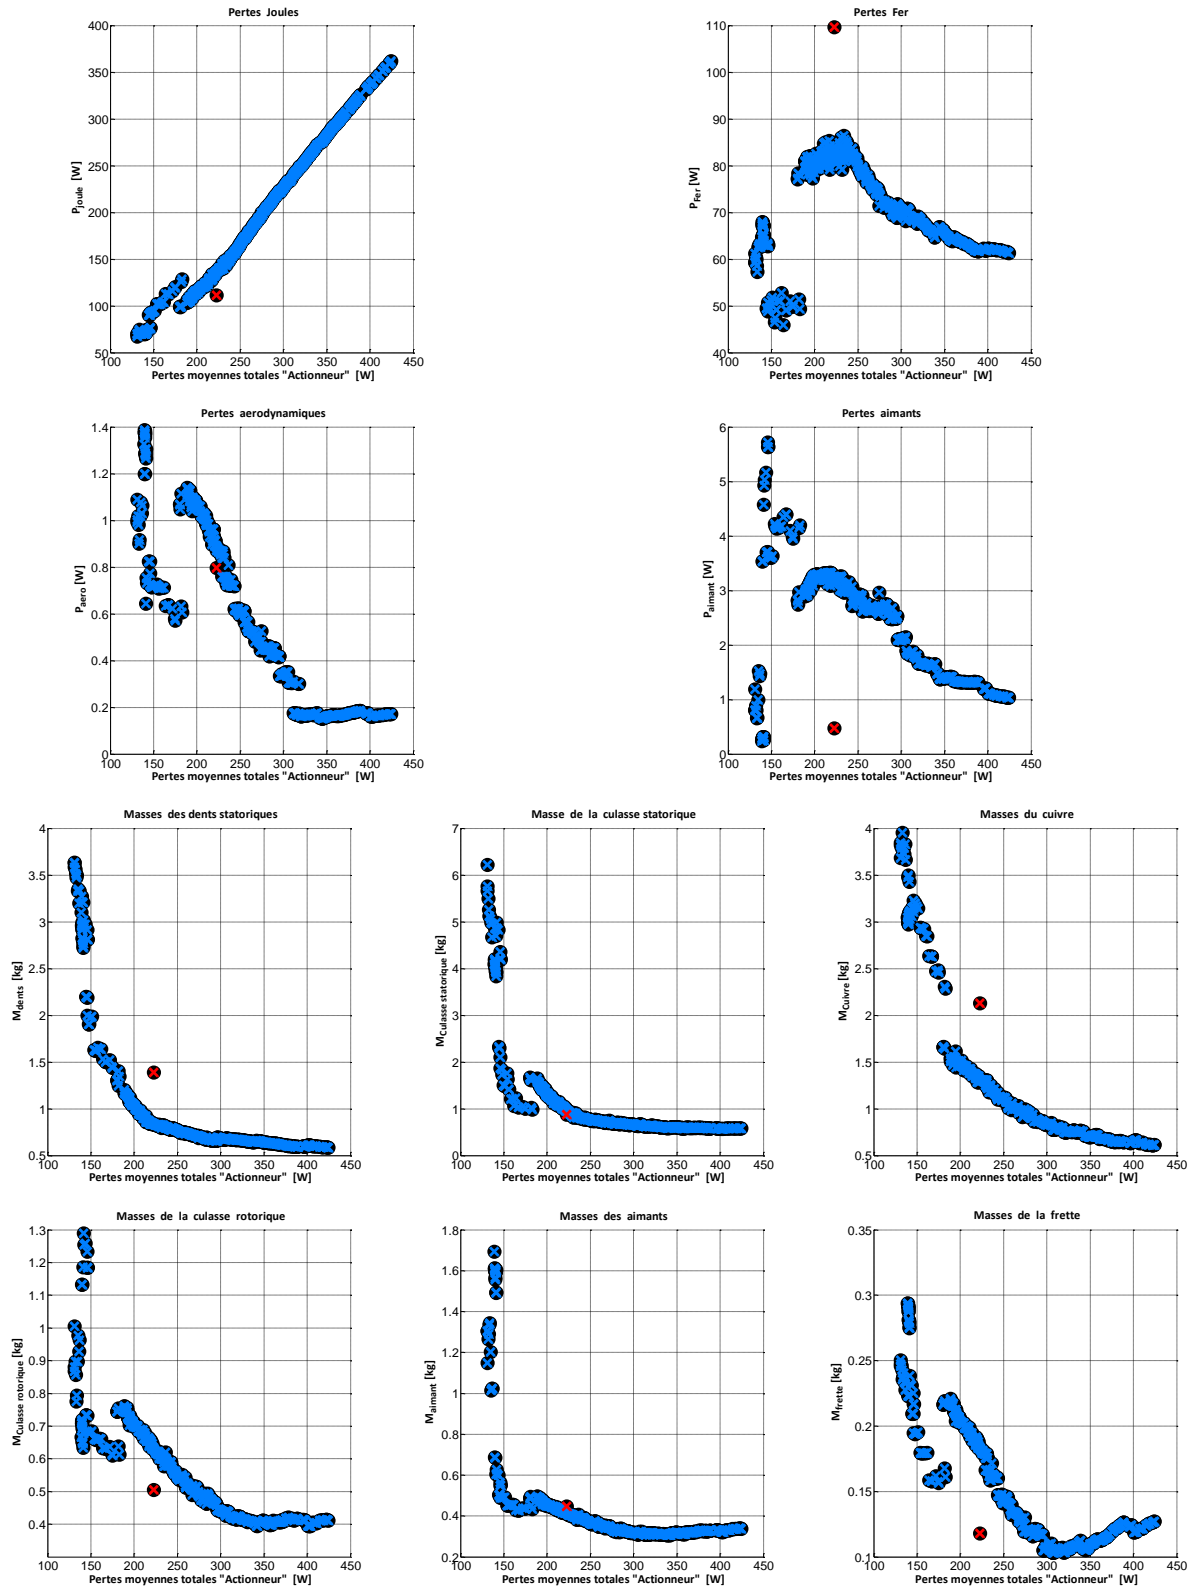 Pertes Joules
400
350
300
250
200
150
100
50
P_joule [W]
100 150 200 250 300 350 400 450
Pertes moyennes totales "Actionneur" [W]
Pertes Fer
110
100
90
80
70
60
50
40
P_Fer [W]
100 150 200 250 300 350 400 450
Pertes moyennes totales "Actionneur" [W]
Pertes aerodynamiques
1.4
1.2
1
0.8
0.6
0.4
0.2
0
P_aero [W]
100 150 200 250 300 350 400 450
Pertes moyennes totales "Actionneur" [W]
Pertes aimants
6
5
4
3
2
1
0
P_aimant [W]
100 150 200 250 300 350 400 450
Pertes moyennes totales "Actionneur" [W]
Masses des dents statoriques
4
3.5
3
2.5
2
1.5
1
0.5
M_dents [kg]
100 150 200 250 300 350 400 450
Pertes moyennes totales "Actionneur" [W]
Masse de la culasse statorique
7
6
5
4
3
2
1
0
M_Culasse statorique [kg]
100 150 200 250 300 350 400 450
Pertes moyennes totales "Actionneur" [W]
Masses du cuivre
4
3.5
3
2.5
2
1.5
1
0.5
M_Cuivre [kg]
100 150 200 250 300 350 400 450
Pertes moyennes totales "Actionneur" [W]
Masses de la culasse rotorique
1.3
1.2
1.1
1
0.9
0.8
0.7
0.6
0.5
0.4
M_Culasse rotorique [kg]
100 150 200 250 300 350 400 450
Pertes moyennes totales "Actionneur" [W]
Masses des aimants
1.8
1.6
1.4
1.2
1
0.8
0.6
0.4
0.2
M_aimant [kg]
100 150 200 250 300 350 400 450
Pertes moyennes totales "Actionneur" [W]
Masses de la frette
0.35
0.3
0.25
0.2
0.15
0.1
M_frette [kg]
100 150 200 250 300 350 400 450
Pertes moyennes totales "Actionneur" [W]